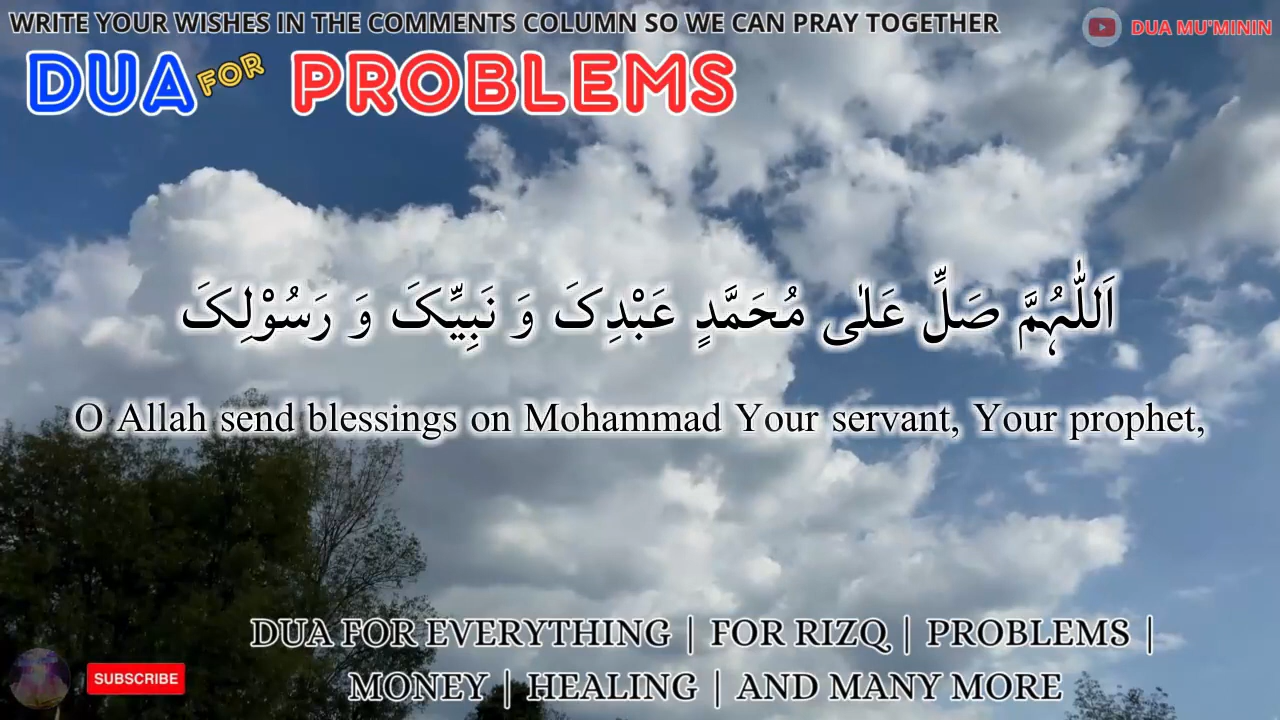 WRITE YOUR WISHES IN THE COMMENTS COLUMN SO WE CAN PRAY TOGETHER
DUA MU'MININ
DUA FOR PROBLEMS
اَللّٰہُمَّ صَلِّ عَلٰی مُحَمَّدٍ عَبْدِکَ وَ نَبِیِّکَ وَ رَسُوْلِکَ
O Allah send blessings on Mohammad Your servant, Your prophet,
DUA FOR EVERYTHING | FOR RIZQ | PROBLEMS |
MONEY | HEALING | AND MANY MORE
SUBSCRIBE